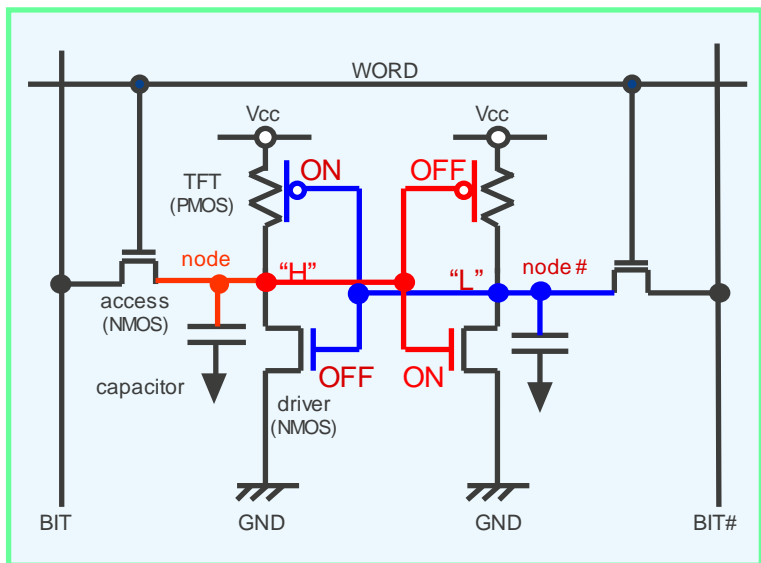 WORD
Vcc
Vcc
ON
OFF
TFT
(PMOS)
node
“H”
“L”
node #
access
(NMOS)
capacitor
OFF
ON
driver
(NMOS)
BIT
GND
GND
BIT#